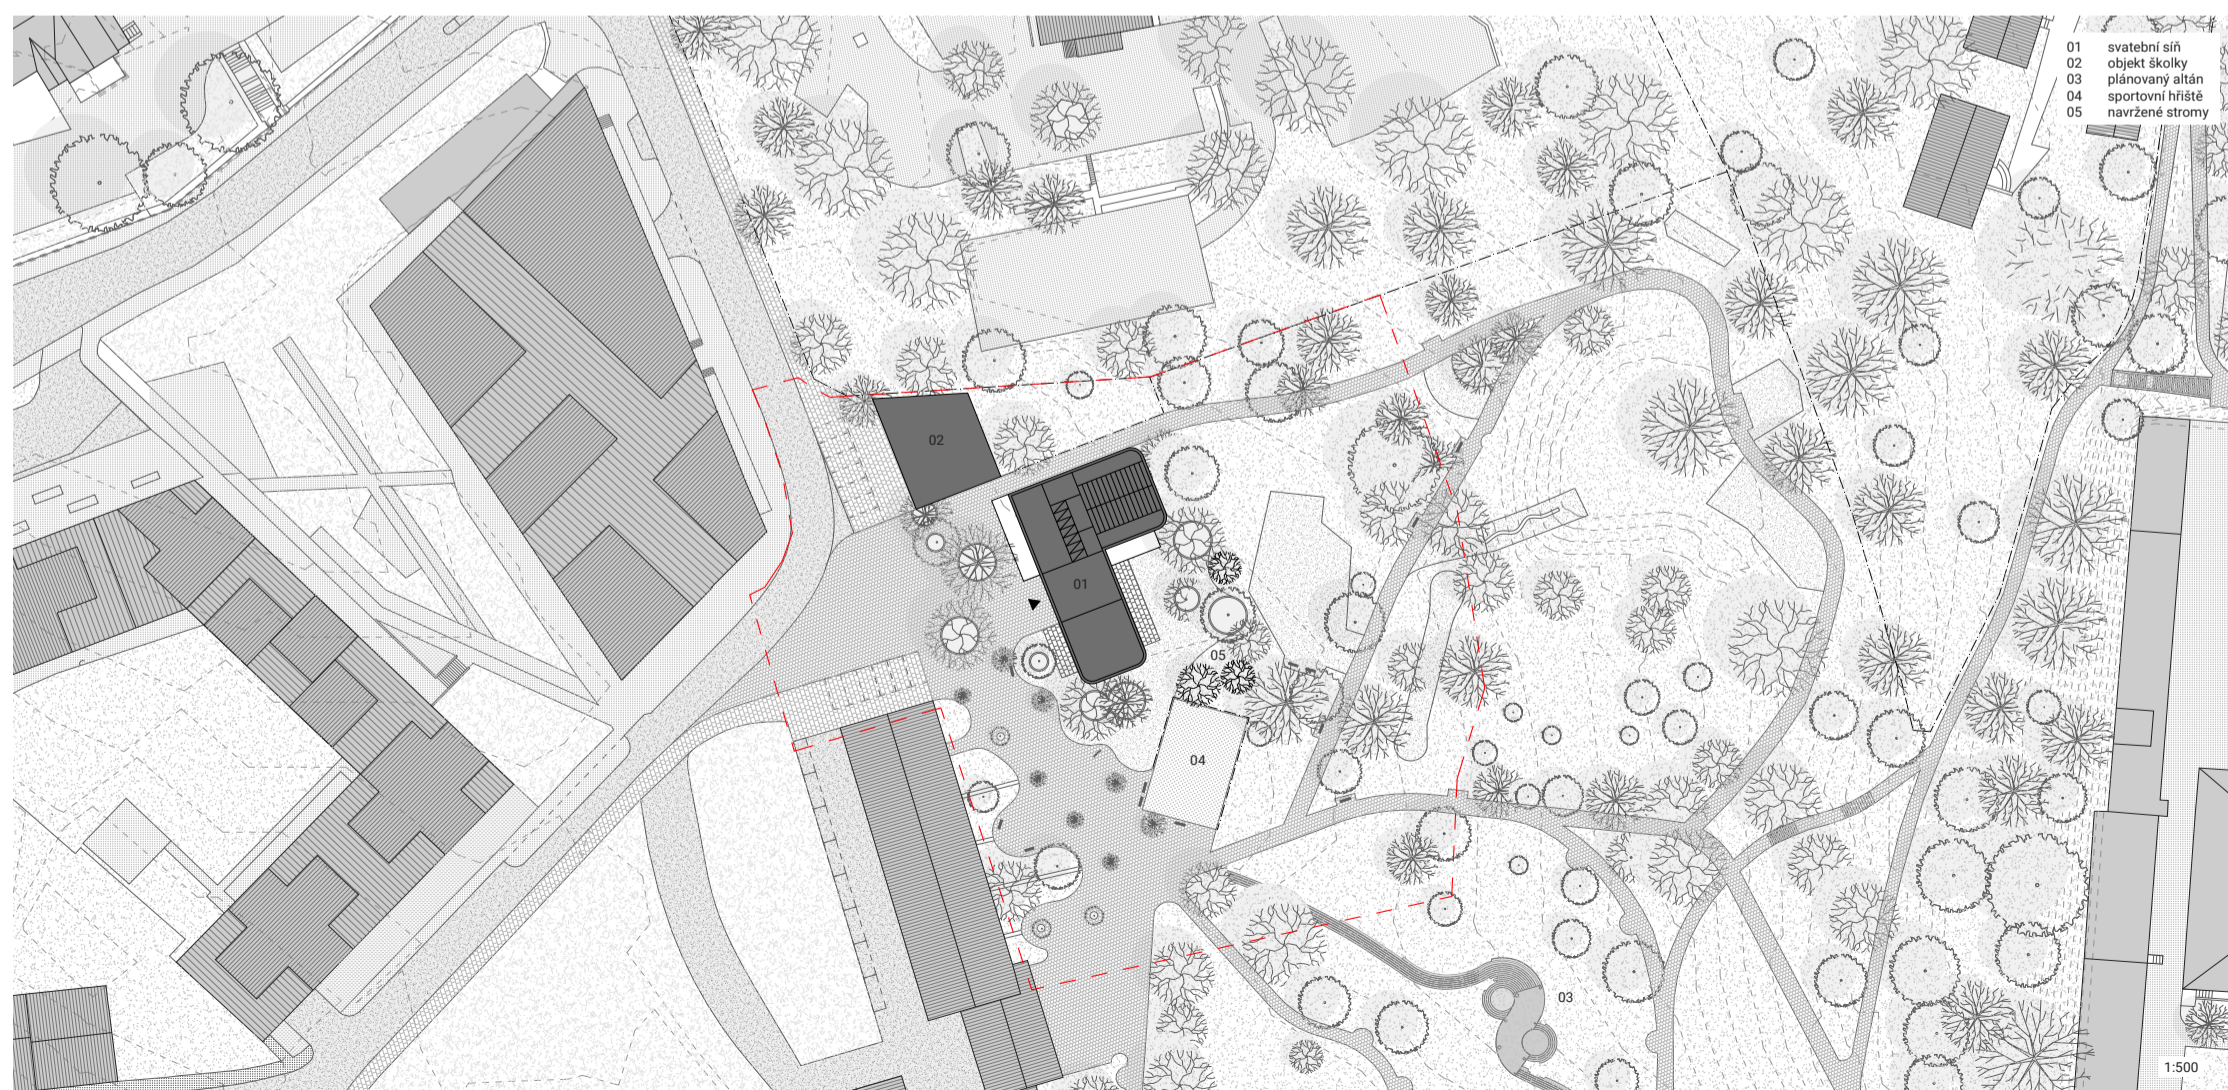 01 svatební síň
02 objekt školky
03 plánovaný altán
04 sportovní hřiště
05 navržené stromy
02
01
05
04
03
1:500